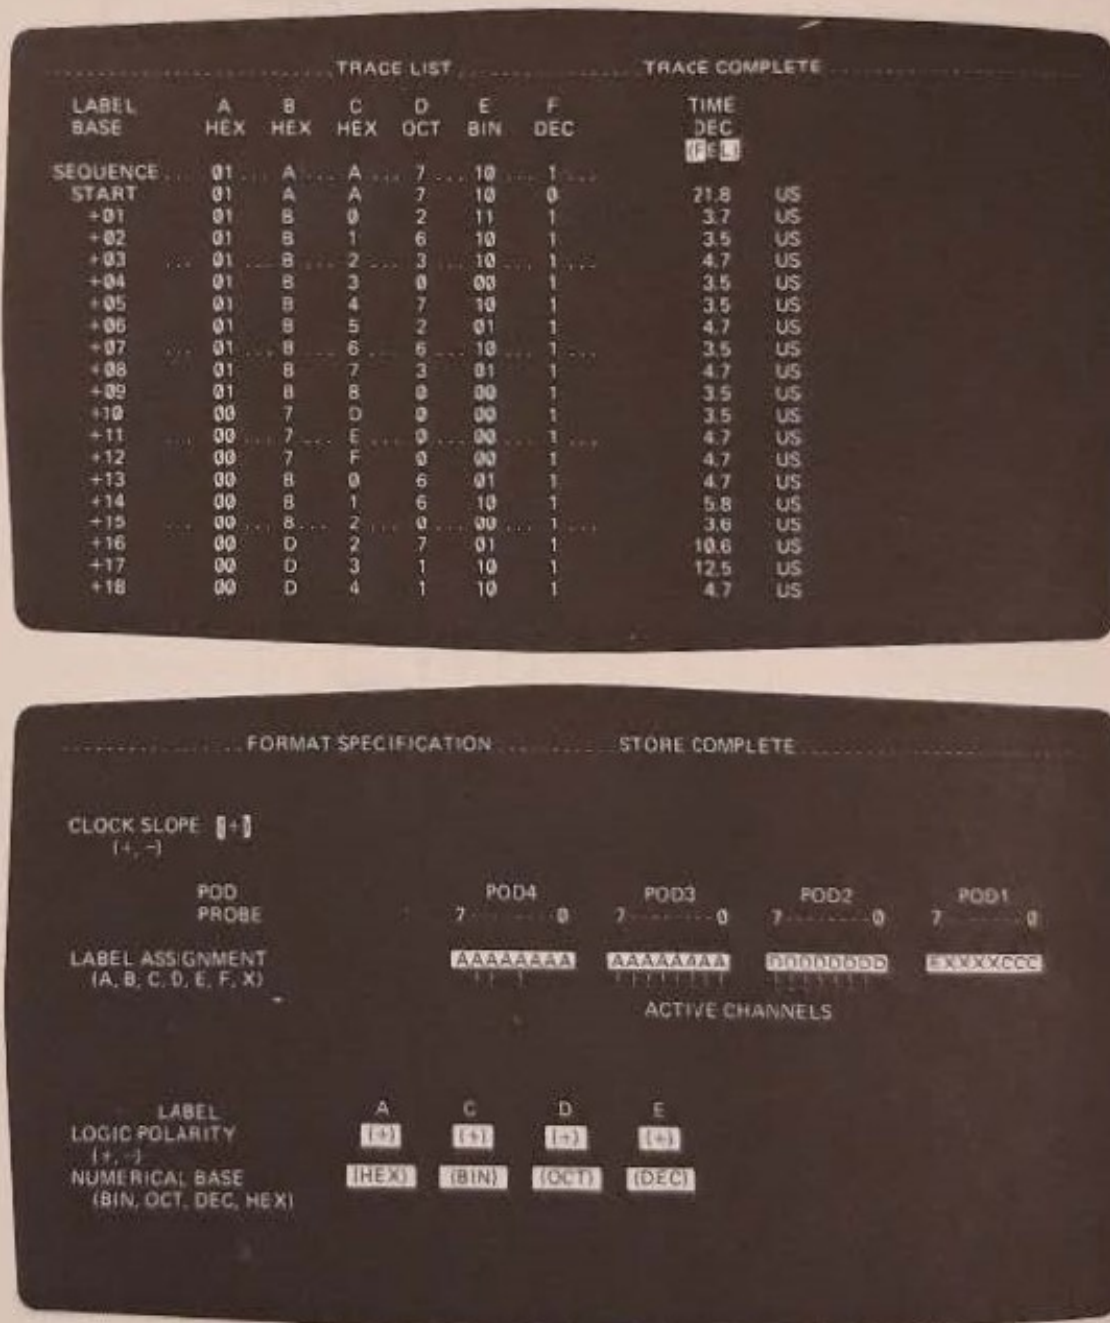 TRACE LIST TRACE COMPLETE
LABEL A B C D E F TIME
BASE HEX HEX HEX OCT BIN DEC DEC
SEQUENCE 01 A A 7 10 1
START 01 A A 7 10 0 21.8 US
+01 01 B 0 2 11 1 3.7 US
+02 01 B 1 6 10 1 3.5 US
+03 01 B 2 3 10 1 4.7 US
+04 01 B 3 0 00 1 3.5 US
+05 01 B 4 7 10 1 3.5 US
+06 01 B 5 2 01 1 4.7 US
+07 01 B 6 6 10 1 3.5 US
+08 01 B 7 3 01 1 4.7 US
+09 01 B B 0 00 1 3.5 US
+10 00 7 D 0 00 1 3.5 US
+11 00 7 E 0 00 1 4.7 US
+12 00 7 F 0 00 1 4.7 US
+13 00 B 0 6 01 1 4.7 US
+14 00 B 1 6 10 1 5.8 US
+15 00 B 2 0 00 1 3.6 US
+16 00 D 2 7 01 1 10.6 US
+17 00 D 3 1 10 1 12.5 US
+18 00 D 4 1 10 1 4.7 US
FORMAT SPECIFICATION STORE COMPLETE
CLOCK SLOPE (+)
(+, -)
POD POD4 POD3 POD2 POD1
PROBE 7--------0 7--------0 7--------0 7--------0
LABEL ASSIGNMENT AAAAAAAA AAAAAAAA DDDDDDDD EXXXXCCC
(A, B, C, D, E, F, X)
ACTIVE CHANNELS
LABEL A C D E
LOGIC POLARITY (+) (+) (+) (+)
(+, -)
NUMERICAL BASE (HEX) (BIN) (OCT) (DEC)
(BIN, OCT, DEC, HEX)